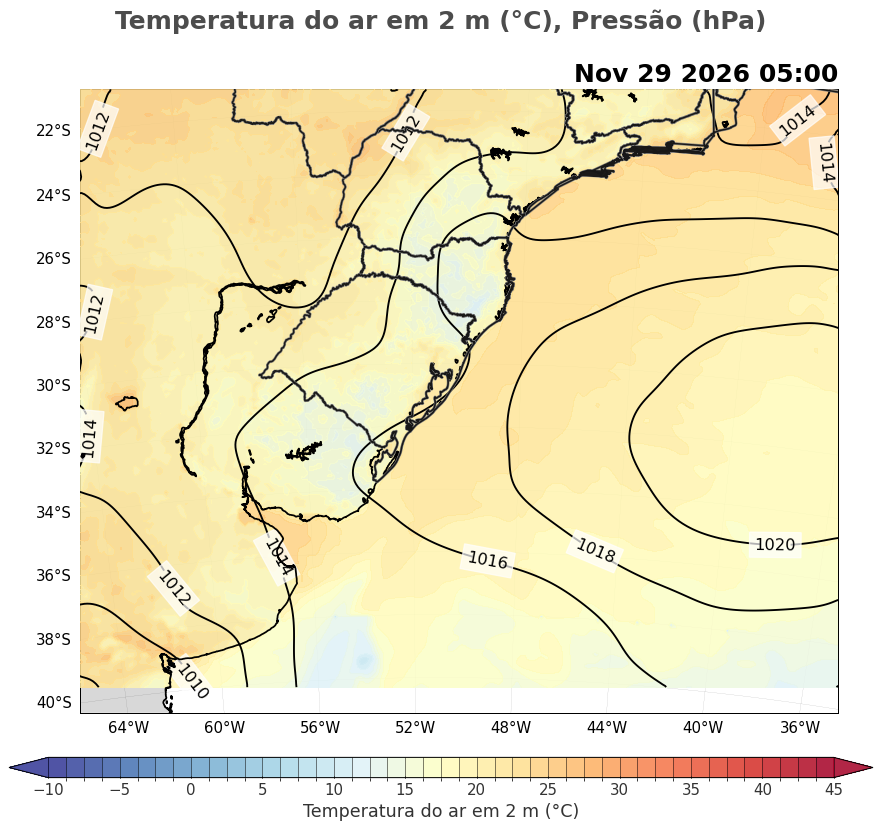 Temperatura do ar em 2 m (°C), Pressão (hPa)
Nov 29 2026 05:00
1012
1012
1014
1014
1012
1014
1014
1016
1018
1020
1012
1010
22°S
24°S
26°S
28°S
30°S
32°S
34°S
36°S
38°S
40°S
64°W 60°W 56°W 52°W 48°W 44°W 40°W 36°W
−10 −5 0 5 10 15 20 25 30 35 40 45
Temperatura do ar em 2 m (°C)